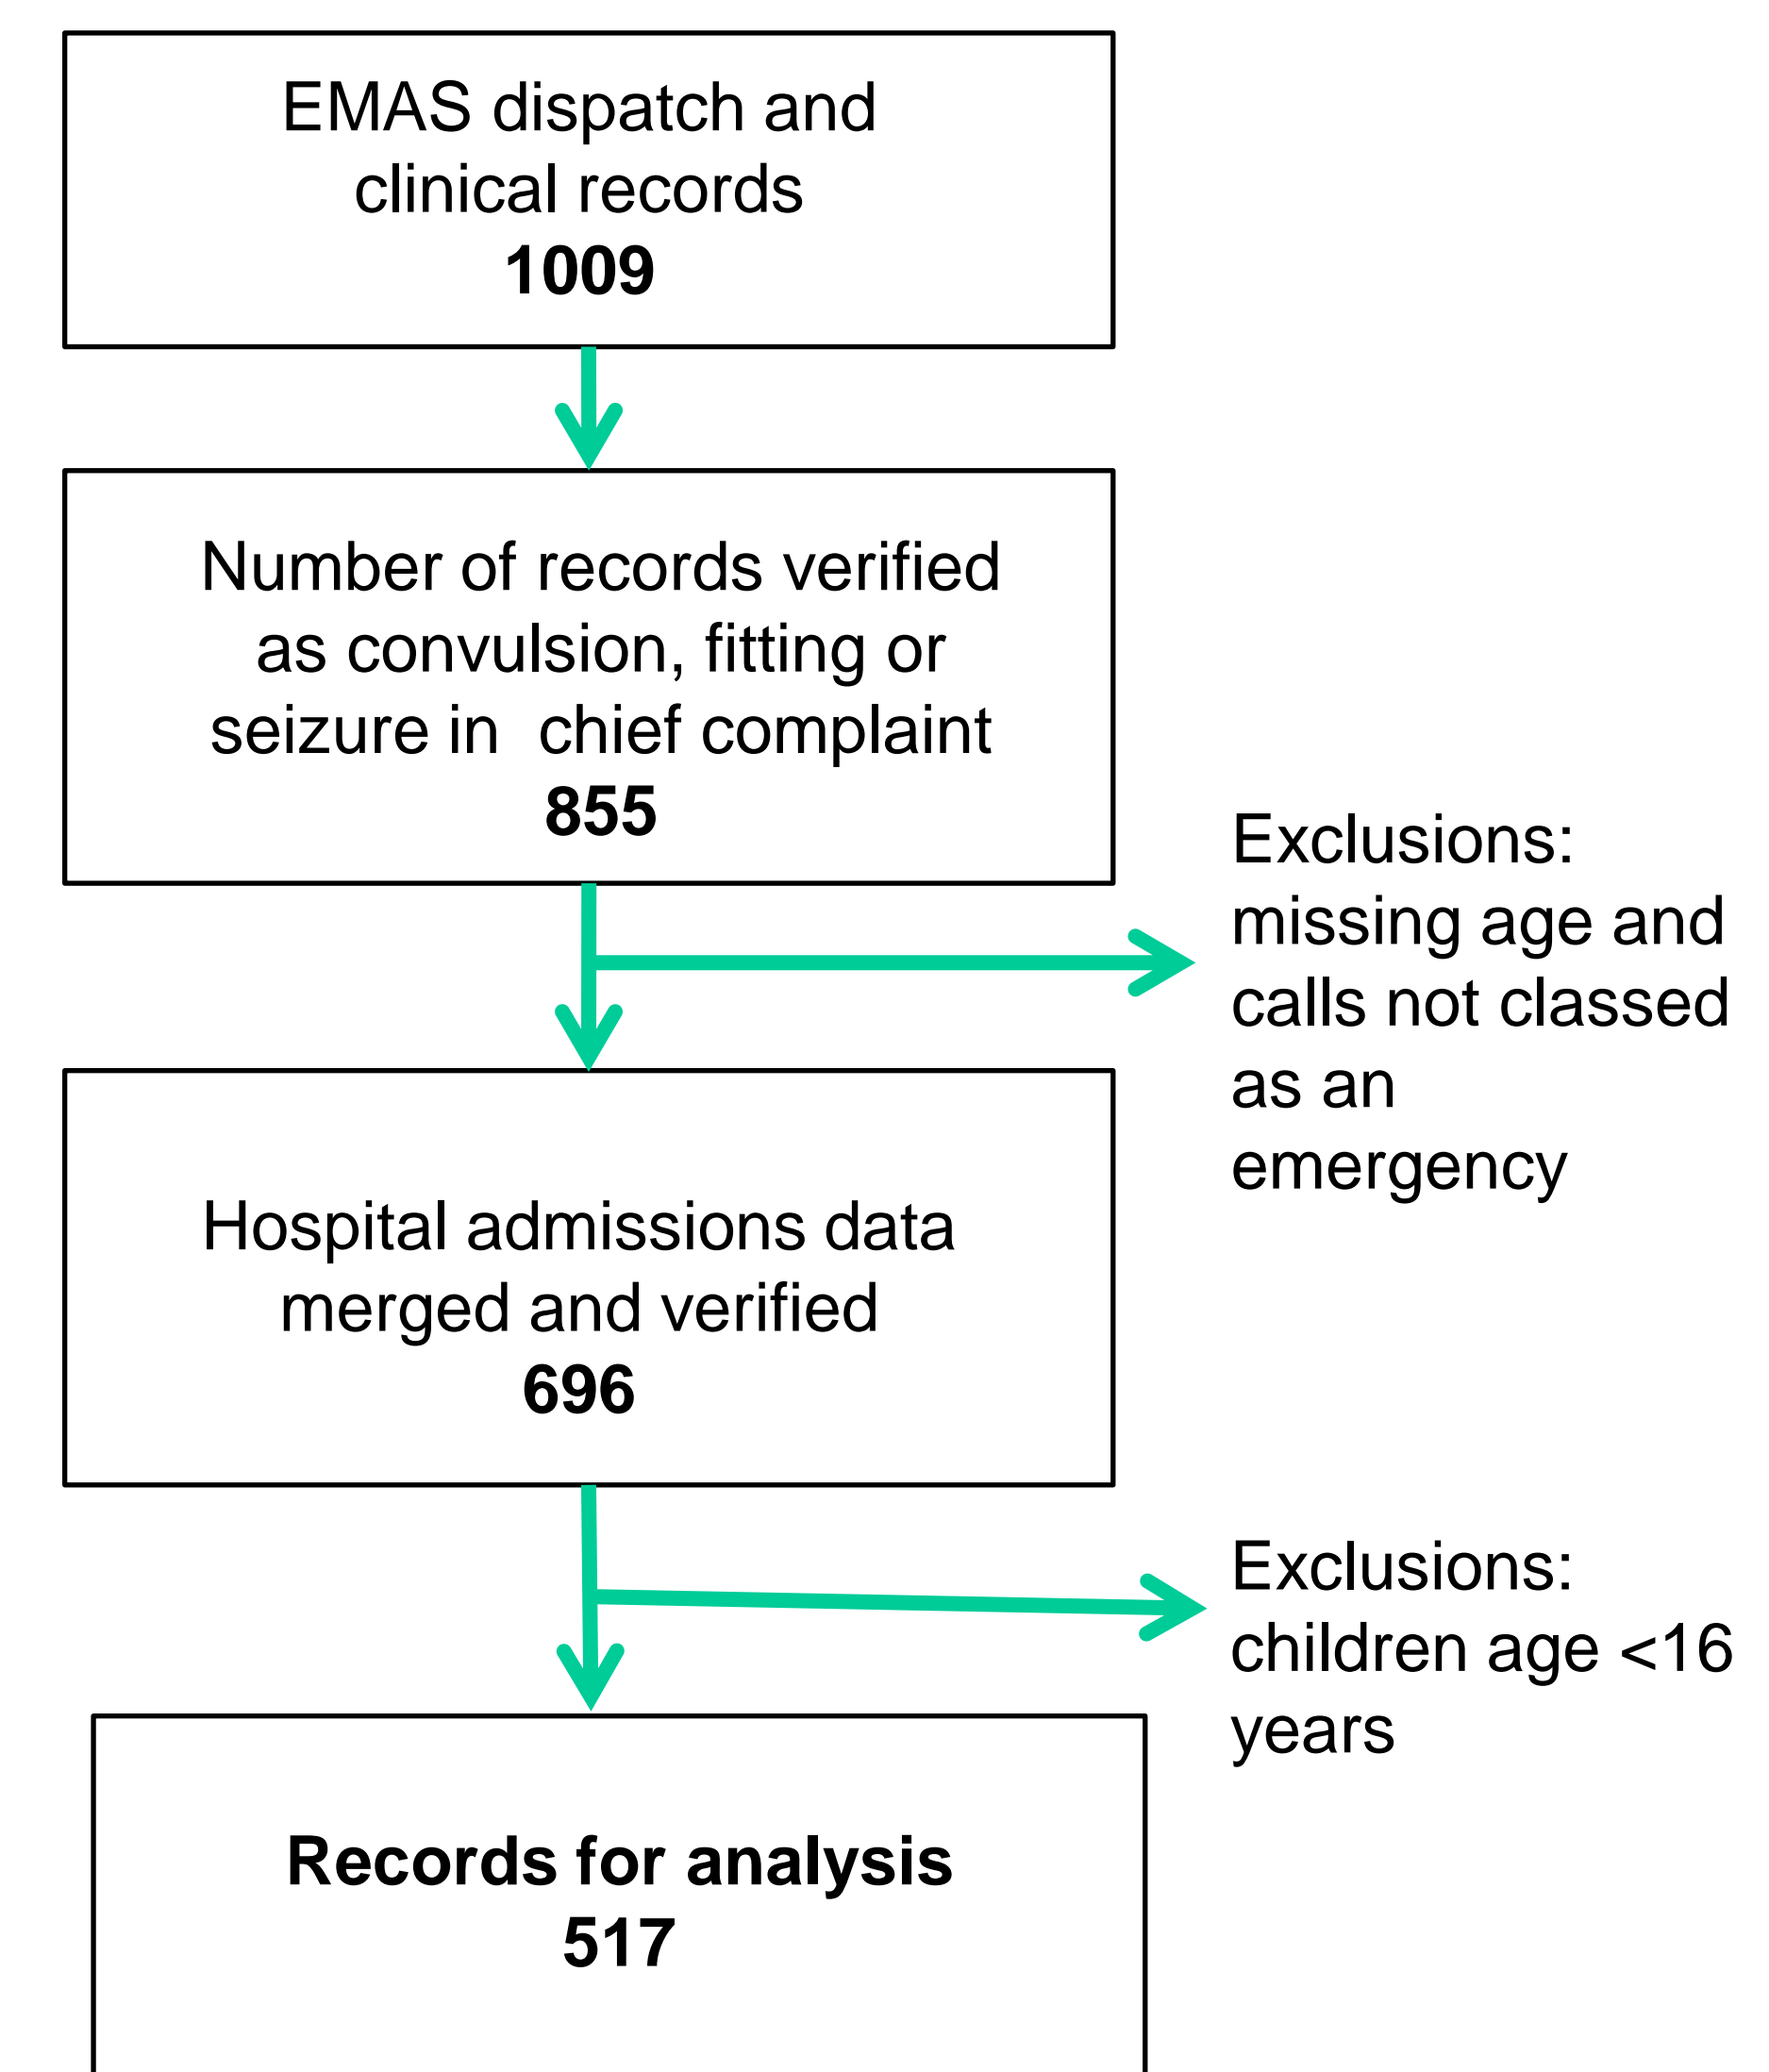 EMAS dispatch and
clinical records
1009
Number of records verified
as convulsion, fitting or
seizure in  chief complaint
855
Exclusions:
missing age and
calls not classed
as an
emergency
Hospital admissions data
merged and verified
696
Exclusions:
children age <16
years
Records for analysis
517